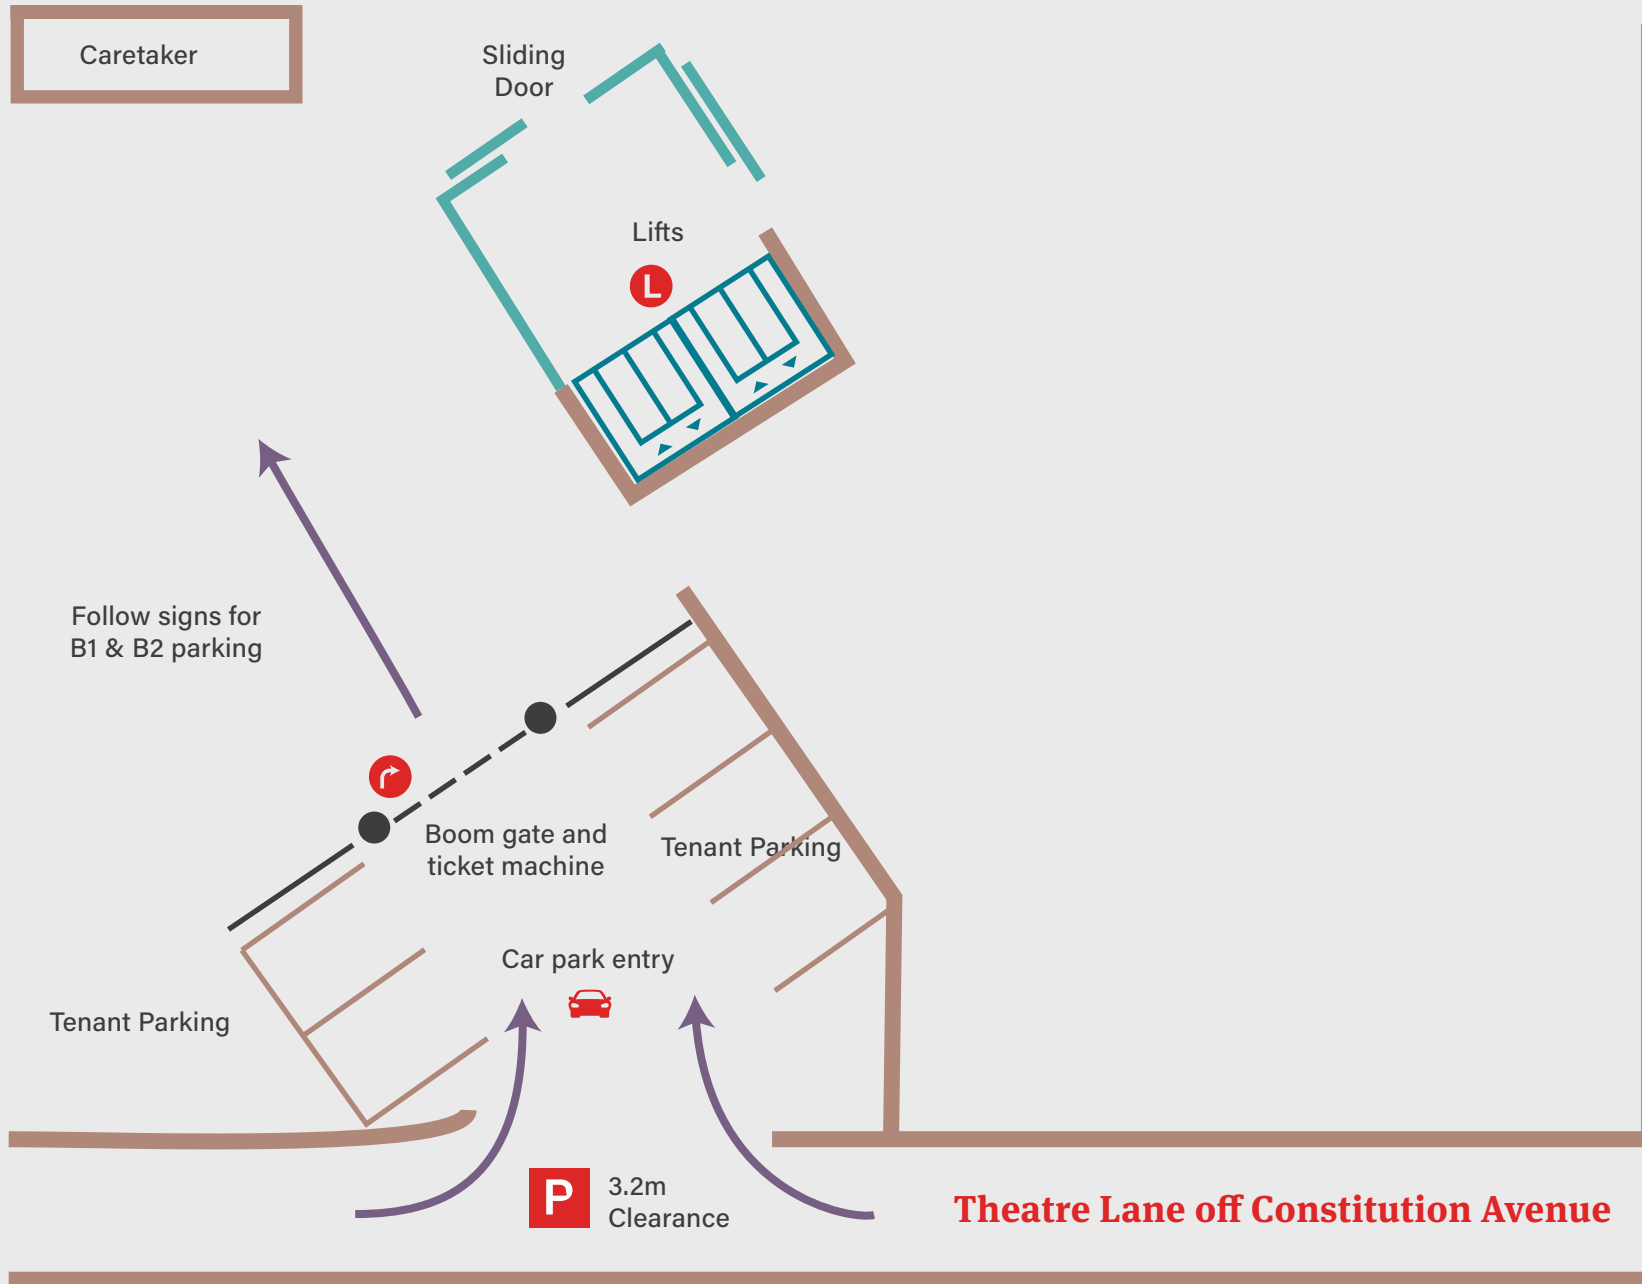 Caretaker
Sliding
Door
Lifts
L
Follow signs for
B1 & B2 parking
Boom gate and
ticket machine
Tenant Parking
Car park entry
Tenant Parking
P
3.2m
Clearance
Theatre Lane off Constitution Avenue